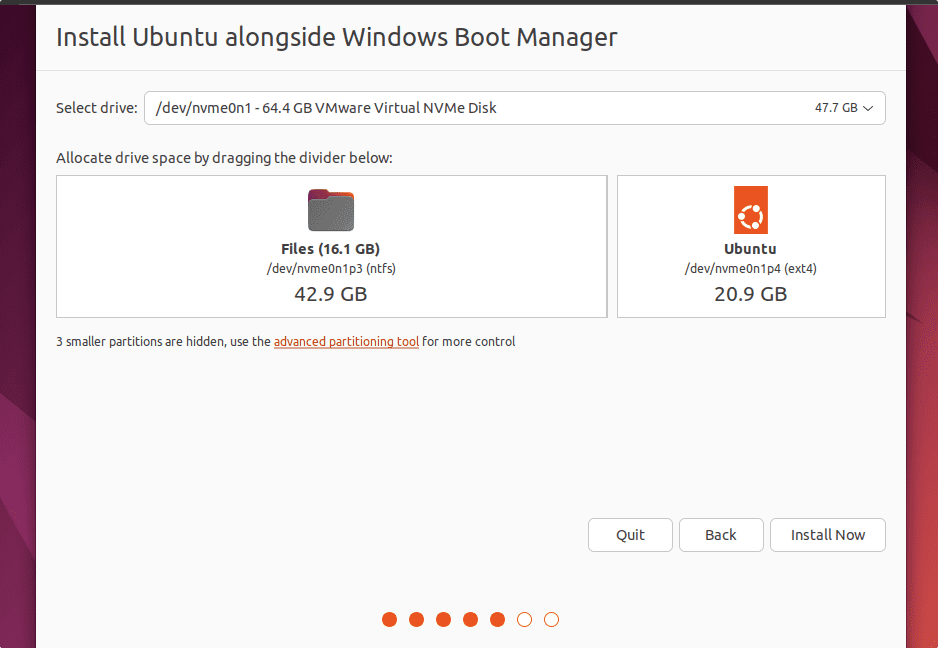 Install Ubuntu alongside Windows Boot Manager
Select drive: /dev/nvme0n1 - 64.4 GB VMware Virtual NVMe Disk 47.7 GB
Allocate drive space by dragging the divider below:
Files (16.1 GB)
/dev/nvme0n1p3 (ntfs)
42.9 GB
Ubuntu
/dev/nvme0n1p4 (ext4)
20.9 GB
3 smaller partitions are hidden, use the advanced partitioning tool for more control
Quit Back Install Now